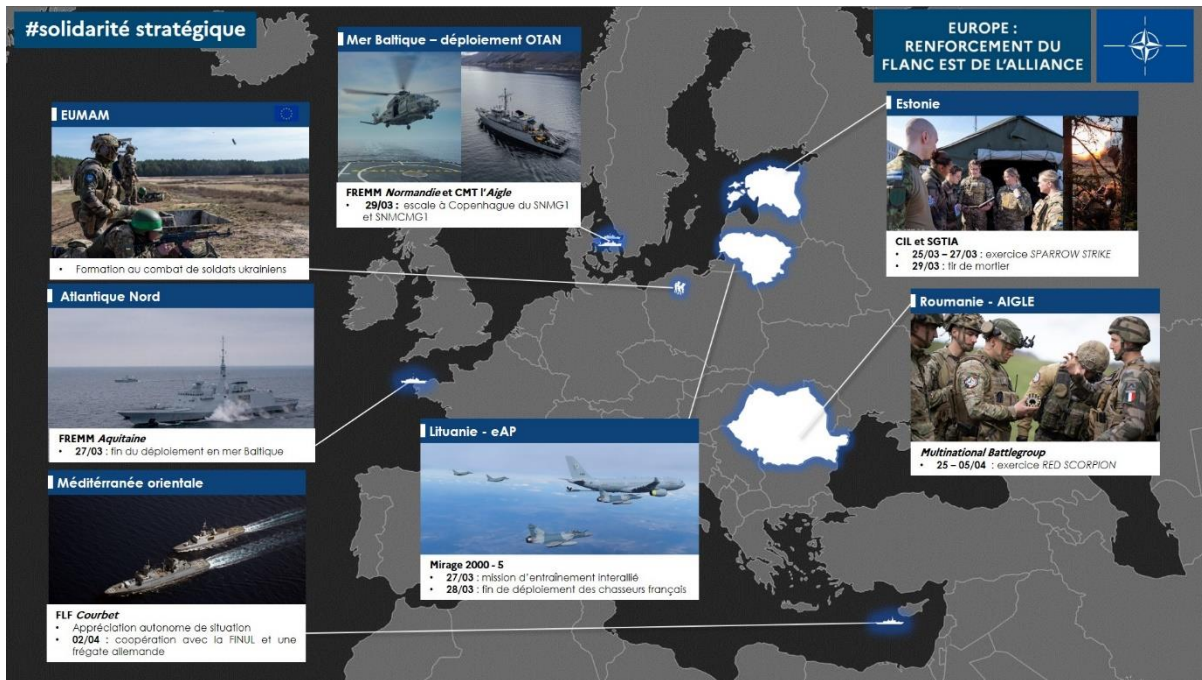 #solidarité stratégique
EUROPE :
RENFORCEMENT DU
FLANC EST DE L'ALLIANCE
Mer Baltique – déploiement OTAN
FREMM Normandie et CMT l'Aigle
• 29/03 : escale à Copenhague du SNMG1
et SNMCMG1
EUMAM
• Formation au combat de soldats ukrainiens
Atlantique Nord
FREMM Aquitaine
• 27/03 : fin du déploiement en mer Baltique
Méditérranée orientale
FLF Courbet
• Appréciation autonome de situation
• 02/04 : coopération avec la FINUL et une
frégate allemande
Lituanie - eAP
Mirage 2000 - 5
• 27/03 : mission d'entraînement interallié
• 28/03 : fin de déploiement des chasseurs français
Estonie
CIL et SGTIA
• 25/03 – 27/03 : exercice SPARROW STRIKE
• 29/03 : tir de mortier
Roumanie - AIGLE
Multinational Battlegroup
• 25 – 05/04 : exercice RED SCORPION